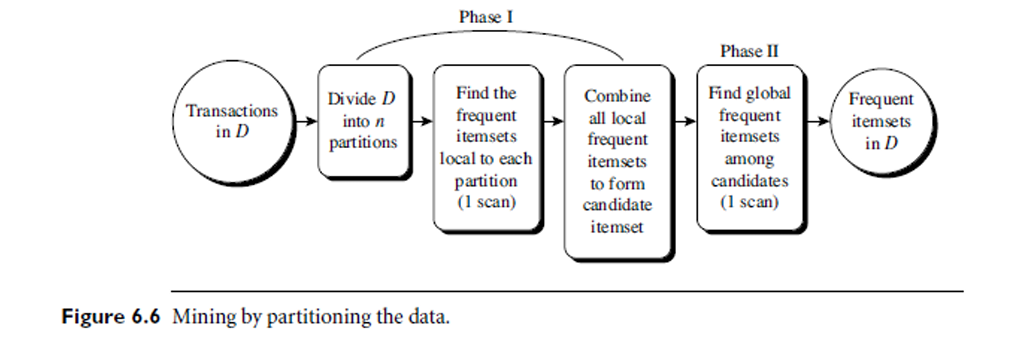 Phase I
Transactions
in D
Divide D
into n
partitions
Find the
frequent
itemsets
local to each
partition
(1 scan)
Combine
all local
frequent
itemsets
to form
candidate
itemset
Phase II
Find global
frequent
itemsets
among
candidates
(1 scan)
Frequent
itemsets
in D
Figure 6.6 Mining by partitioning the data.